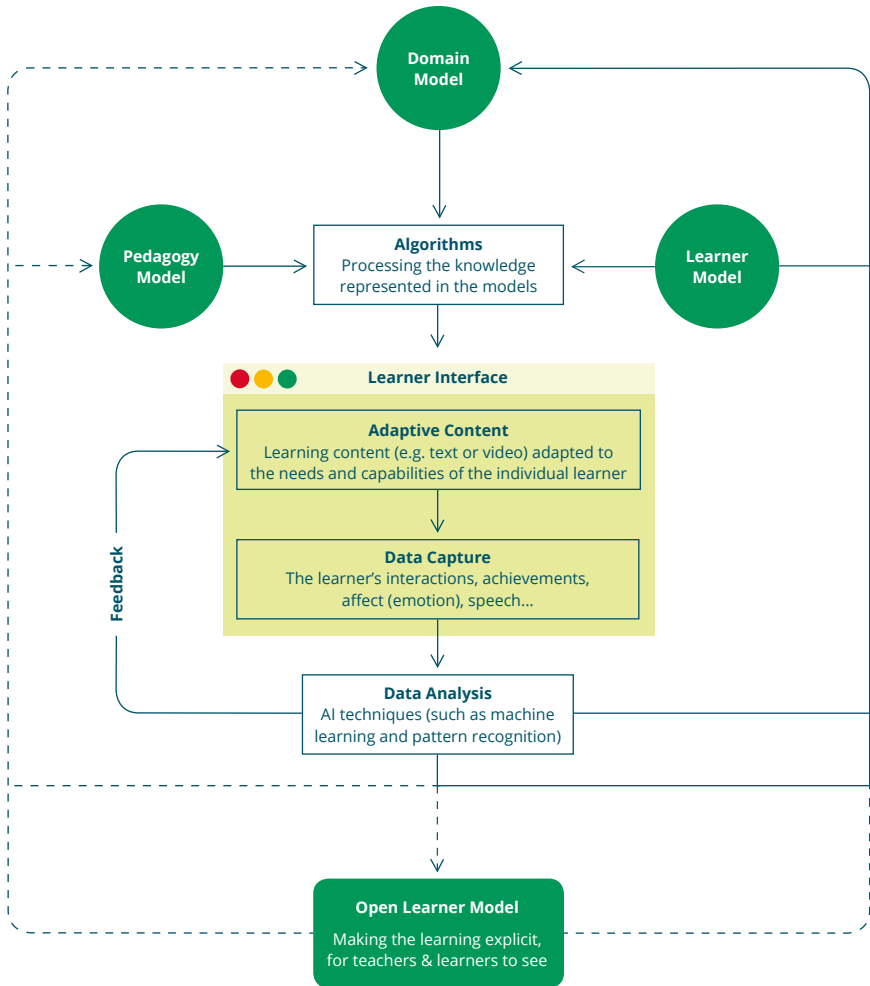 Domain
Model
Pedagogy
Model
Algorithms
Processing the knowledge
represented in the models
Learner
Model
Learner Interface
Adaptive Content
Learning content (e.g. text or video) adapted to
the needs and capabilities of the individual learner
Feedback
Data Capture
The learner’s interactions, achievements,
affect (emotion), speech...
Data Analysis
AI techniques (such as machine
learning and pattern recognition)
Open Learner Model
Making the learning explicit,
for teachers & learners to see